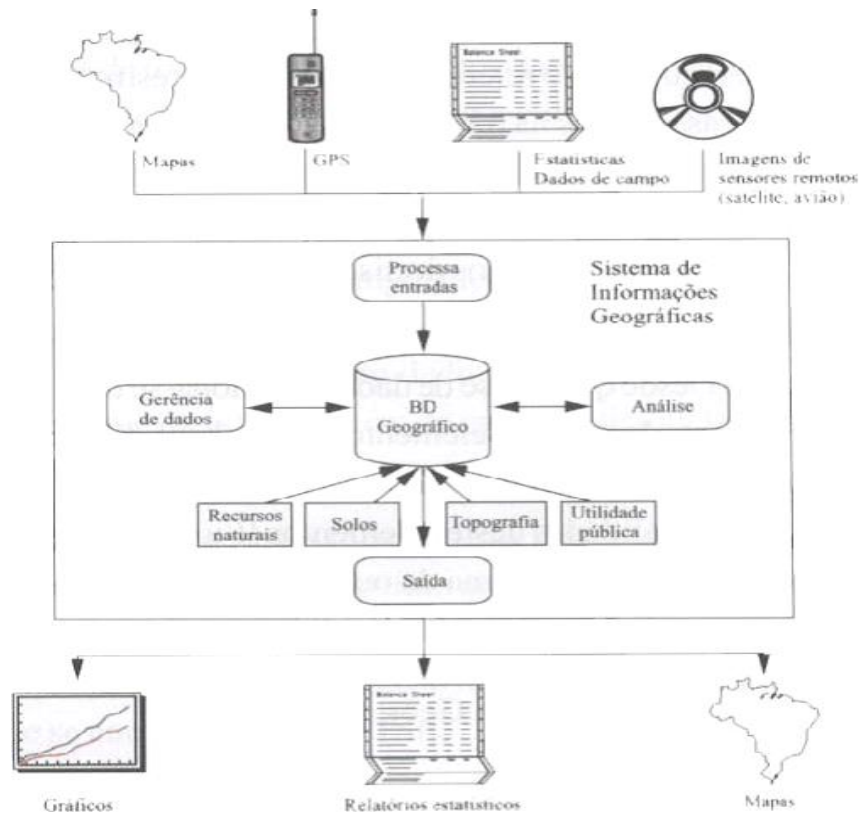 Balance Sheet
Mapas
GPS
Estatísticas
Dados de campo
Imagens de
sensores remotos
(satélite, avião)
Processa
entradas
Sistema de
Informações
Geográficas
Gerência
de dados
BD
Geográfico
Análise
Recursos
naturais
Solos
Topografia
Utilidade
pública
Saída
Balance Sheet
Gráficos
Relatórios estatísticos
Mapas